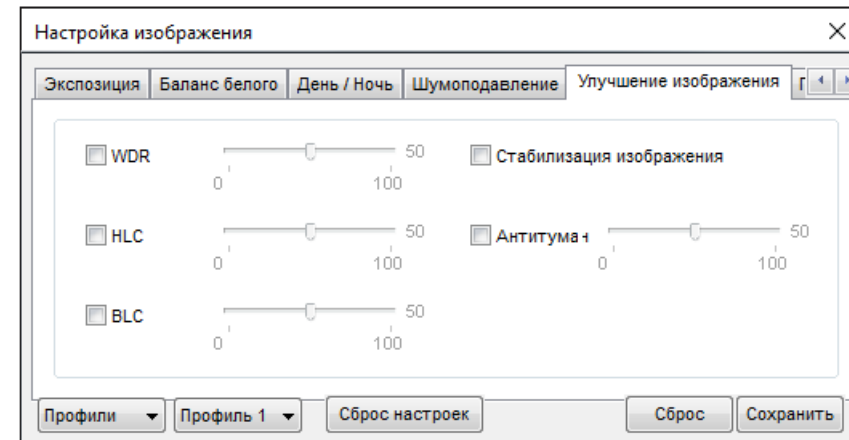 Настройка изображения
Экспозиция Баланс белого День / Ночь Шумоподавление Улучшение изображения
WDR 50 Стабилизация изображения
0 100
HLC 50 Антитуман 50
0 100 0 100
BLC 50
0 100
Профили Профиль 1 Сброс настроек Сброс Сохранить